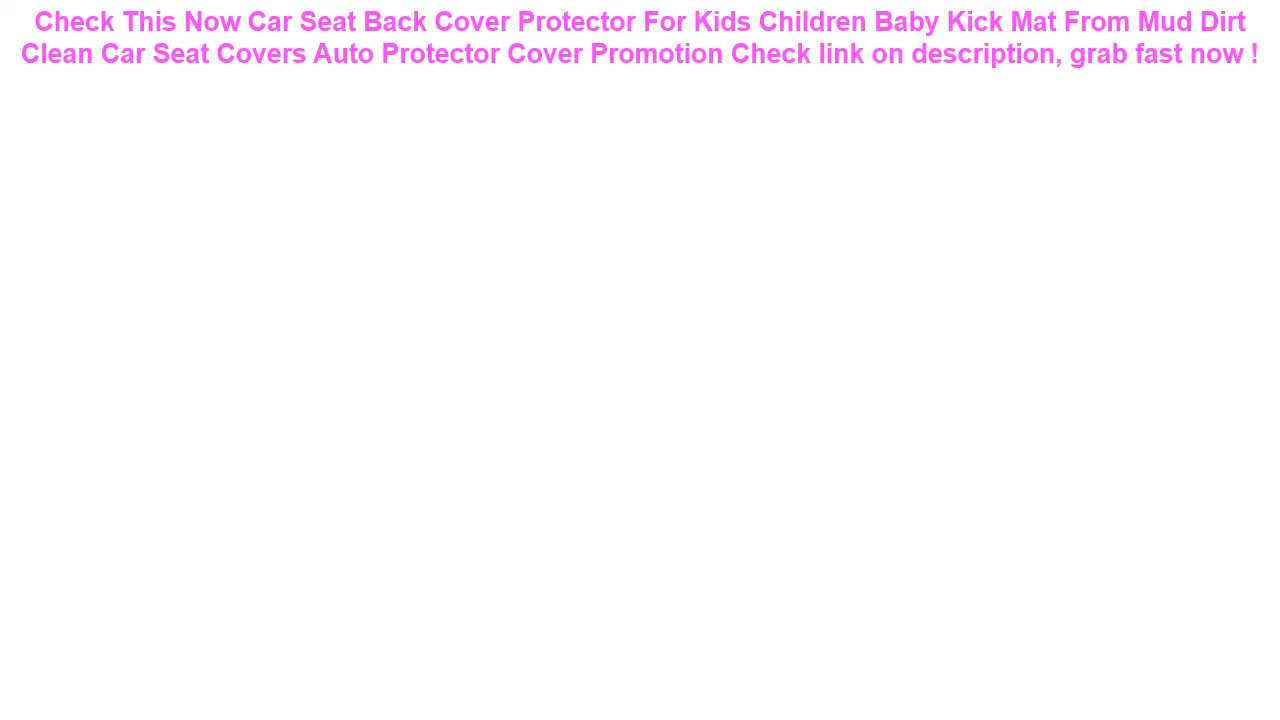 Check This Now Car Seat Back Cover Protector For Kids Children Baby Kick Mat From Mud Dirt
Clean Car Seat Covers Auto Protector Cover Promotion Check link on description, grab fast now !